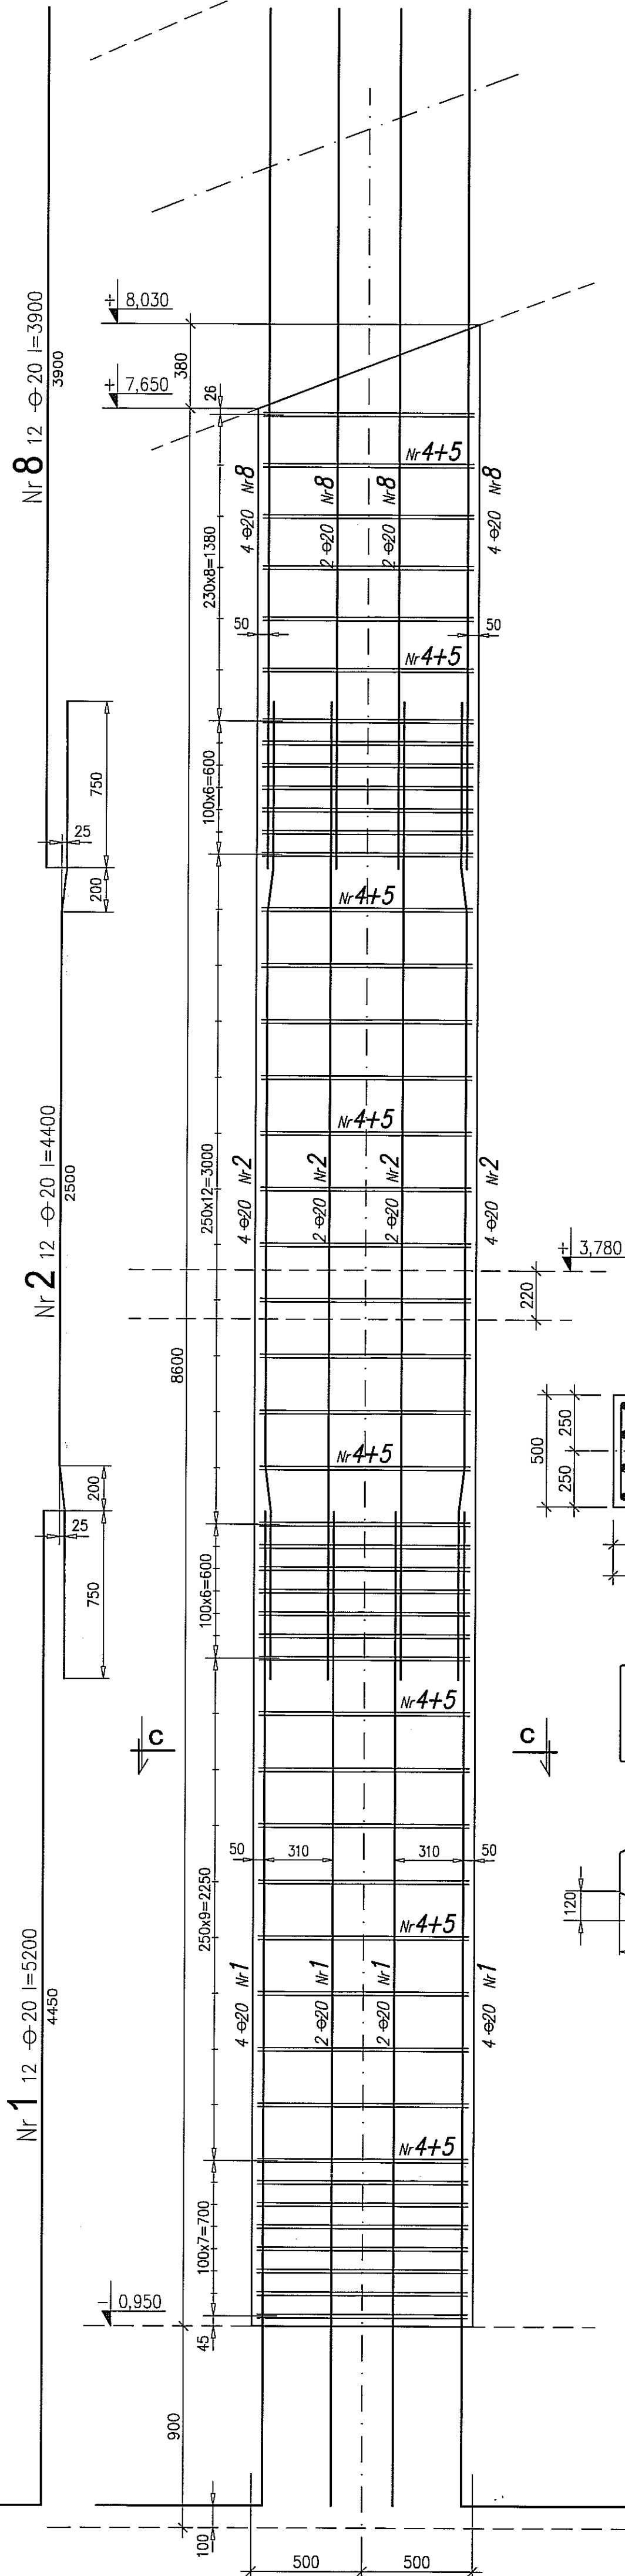 + 8,030
380
+ 7,650
26
Nr 8 12 ⌀20 l=3900
3900
Nr 4+5
4 ⌀20 Nr 8
2 ⌀20 Nr 8
2 ⌀20 Nr 8
4 ⌀20 Nr 8
230x8=1380
50
50
Nr 4+5
750
100x6=600
25
200
Nr 4+5
Nr 2 12 ⌀20 l=4400
2500
250x12=3000
Nr 4+5
4 ⌀20 Nr 2
2 ⌀20 Nr 2
2 ⌀20 Nr 2
4 ⌀20 Nr 2
+ 3,780
220
8600
500
250
250
Nr 4+5
200
25
750
100x6=600
Nr 4+5
C
C
50
310
310
50
250x9=2250
120
Nr 4+5
Nr 1 12 ⌀20 l=5200
4450
4 ⌀20 Nr 1
2 ⌀20 Nr 1
2 ⌀20 Nr 1
4 ⌀20 Nr 1
Nr 4+5
100x7=700
- 0,950
45
900
100
500
500